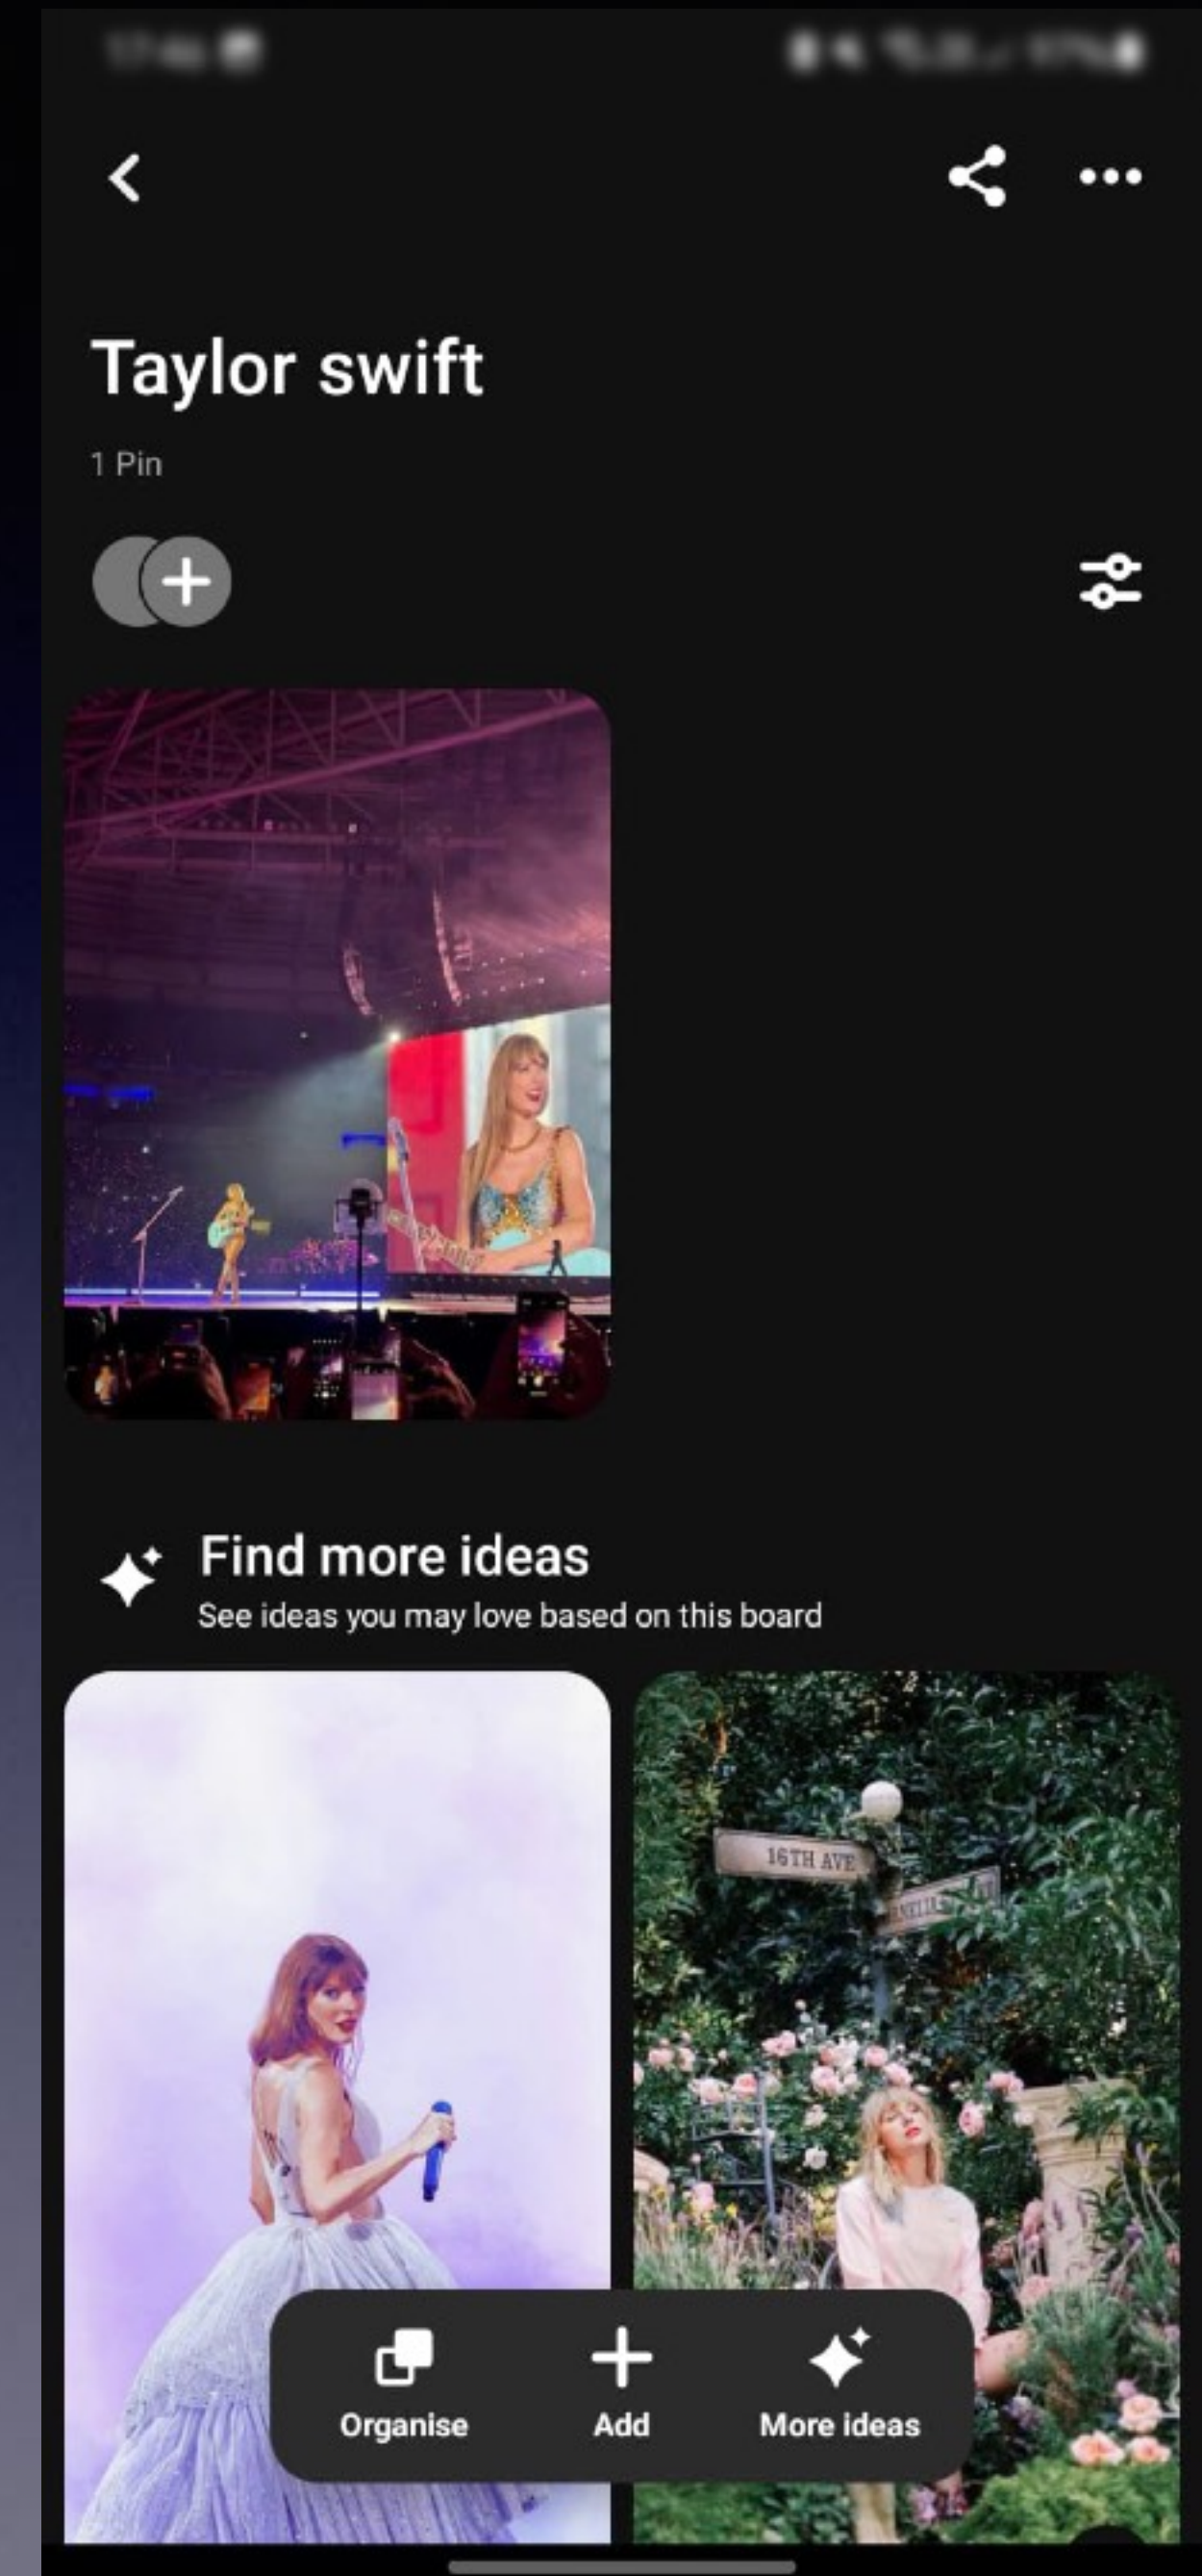 Taylor swift
1 Pin
Find more ideas
See ideas you may love based on this board
16TH AVE
Organise
Add
More ideas